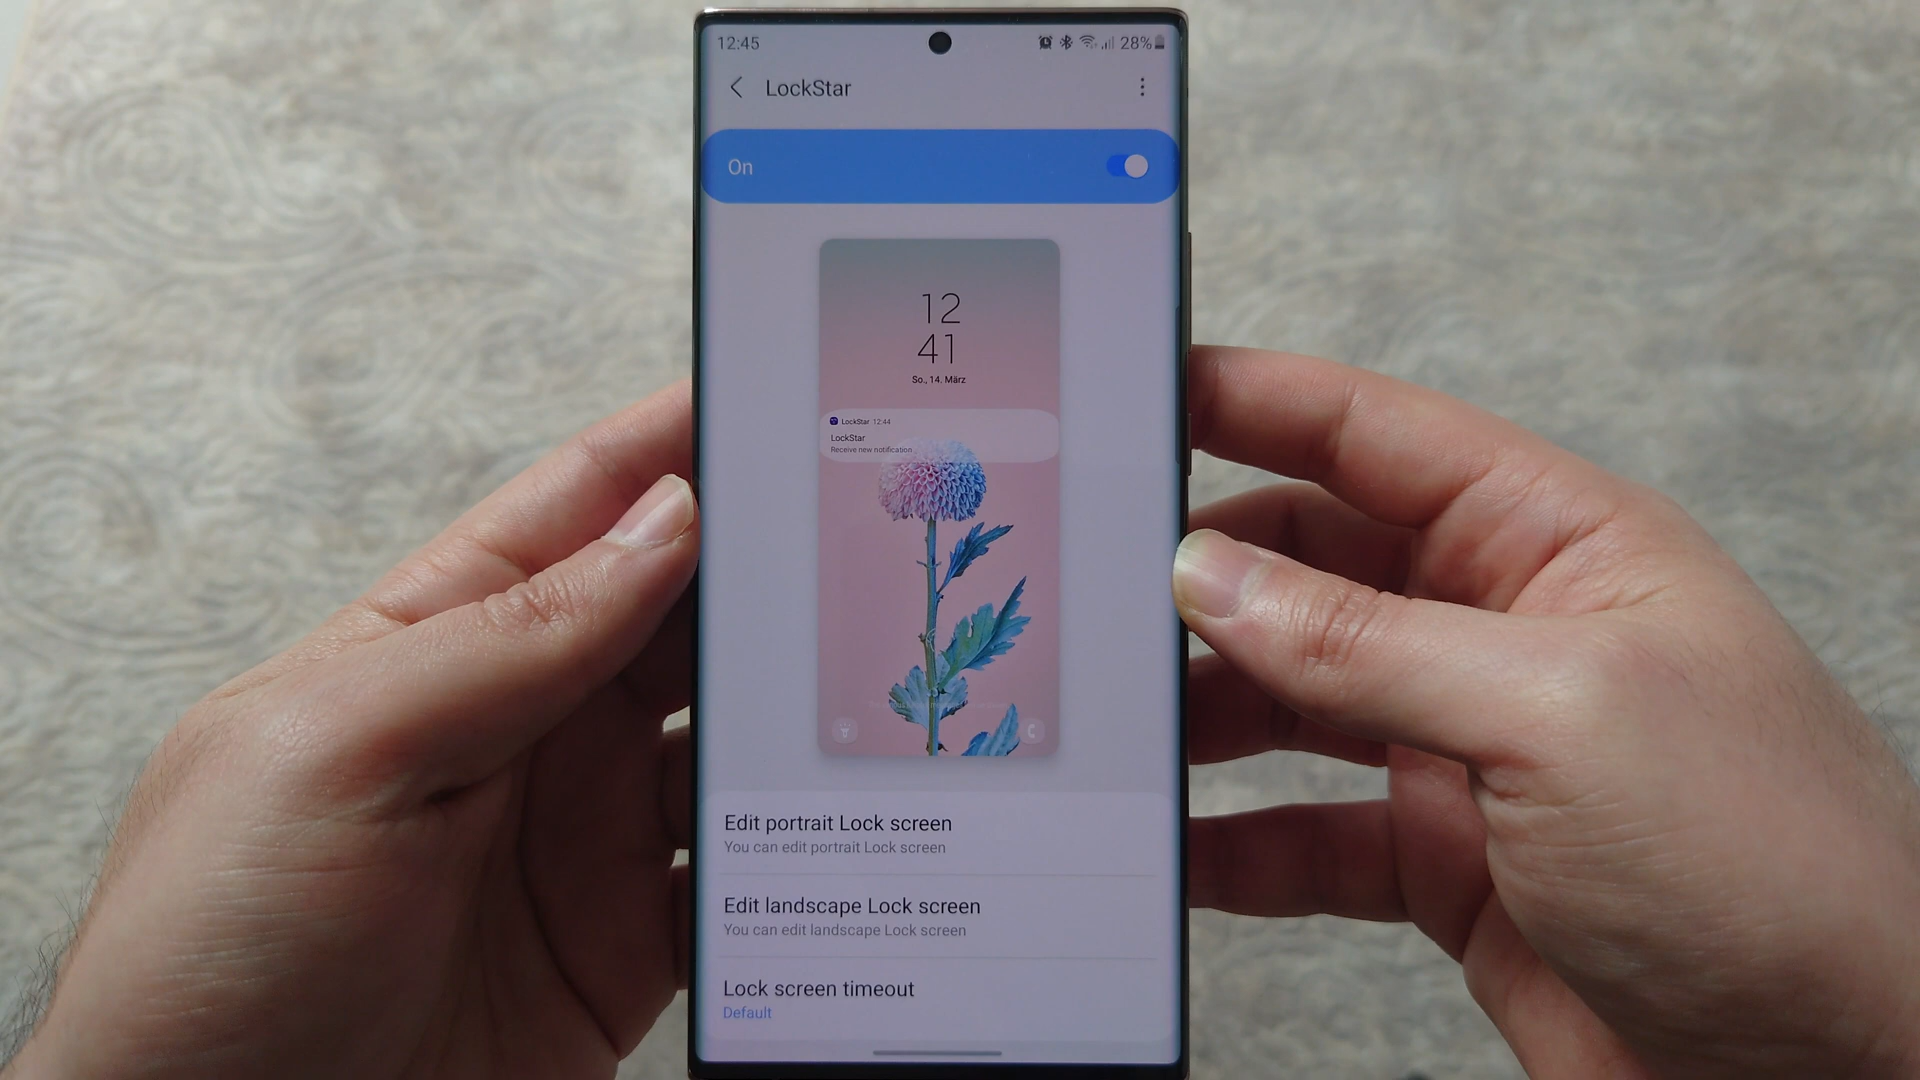 12:45
28%
LockStar
On
12
41
So., 14. März
LockStar 12:44
LockStar
Receive new notification
Edit portrait Lock screen
You can edit portrait Lock screen
Edit landscape Lock screen
You can edit landscape Lock screen
Lock screen timeout
Default